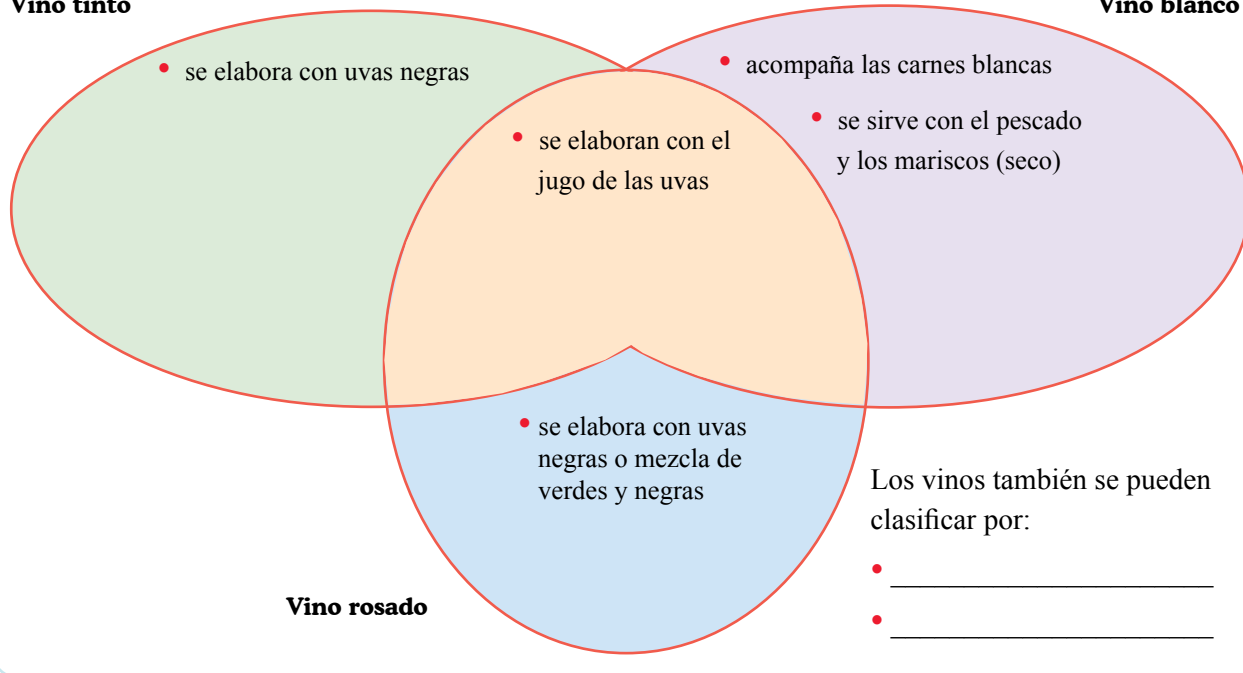 Vino tinto
Vino blanco
• se elabora con uvas negras
• acompaña las carnes blancas
• se sirve con el pescado
y los mariscos (seco)
• se elaboran con el
jugo de las uvas
• se elabora con uvas
negras o mezcla de
verdes y negras
Vino rosado
Los vinos también se pueden
clasificar por:
• _______________________
• _______________________